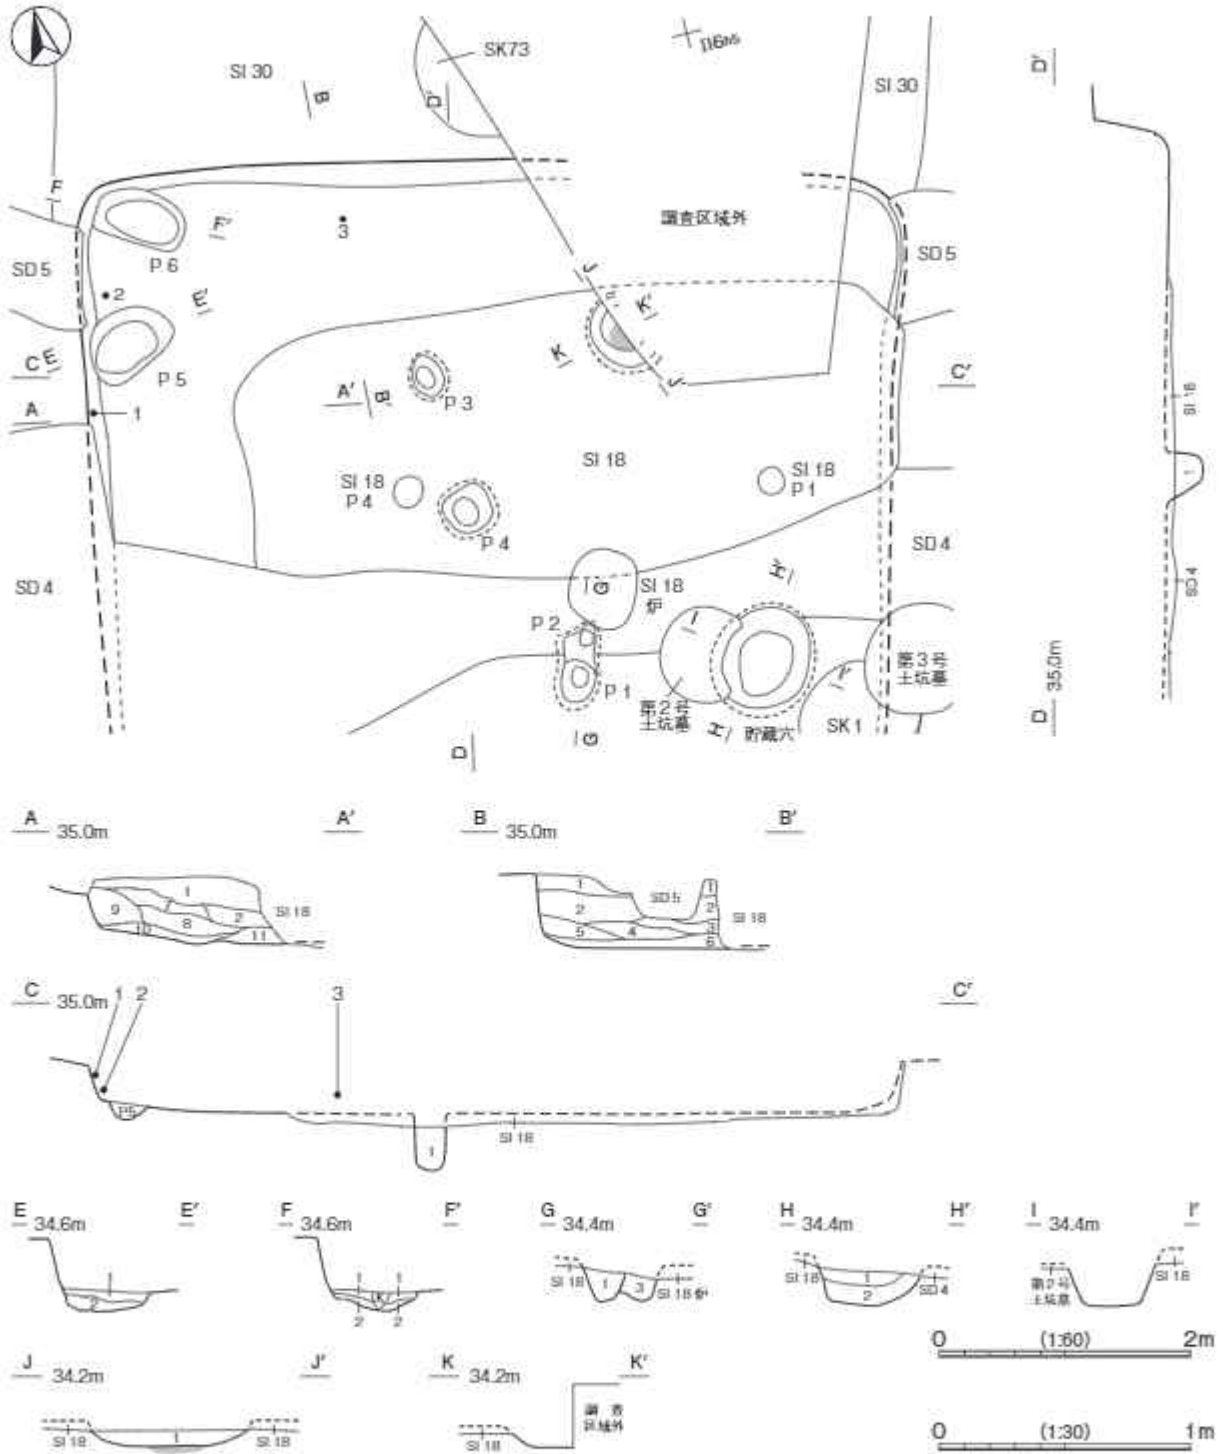 SK73
I16N5
D′
SI 30
B
D′
SI 30
F
F′
3
調査区域外
SD 5
P 6
SD 5
J
2
E′
K′
C
E
K
P 5
J′
C′
A′
B′
P 3
A
1
SI 18
SI 18
SI 18
P 4
SI 18
P 1
1
P 4
SD 4
SD 4
H′
G′
SI 18
炉
SD 4
P 2
I
第3号
土坑墓
P 1
I′
第2号
土坑墓
H
貯蔵穴
SK 1
D
G
D 35.0m
A 35.0m A′
B 35.0m B′
1
9
8
2
10
11
SI 18
1
2
SD 5
1
2
3
4
5
6
SI 18
C 35.0m 1 2 3 C′
P5
1
SI 18
E 34.6m E′
1
2
F 34.6m F′
1 1
K
2 2
G 34.4m G′
SI 18 1 3 SI 18 炉
H 34.4m H′
SI 18
1
2
SD 4
I 34.4m I′
第2号
土坑墓
SI 18
0 (1:60) 2m
J 34.2m J′
SI 18 1 SI 18
K 34.2m K′
調査
区域外
SI 18
0 (1:30) 1m